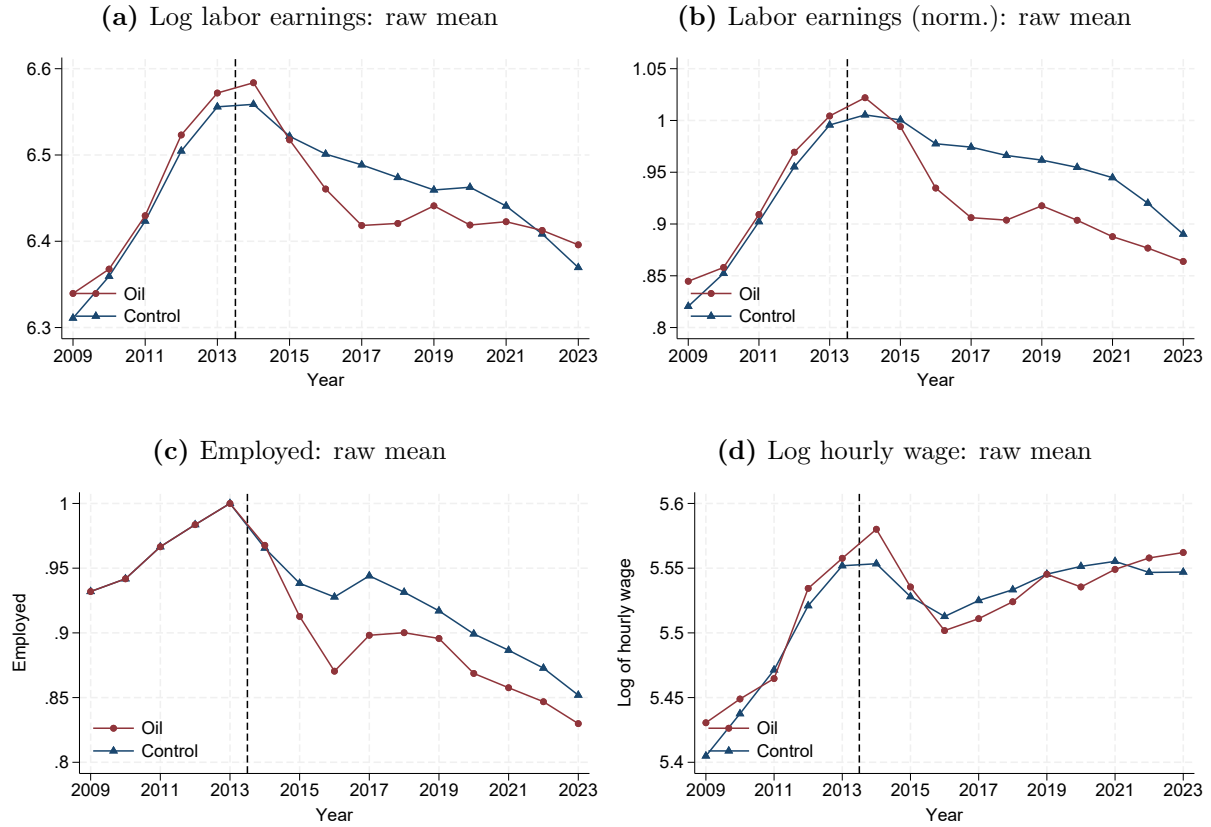 (a) Log labor earnings: raw mean
6.6
6.5
6.4
6.3
Oil
Control
2009 2011 2013 2015 2017 2019 2021 2023
Year
(b) Labor earnings (norm.): raw mean
1.05
1
.95
.9
.85
.8
Oil
Control
2009 2011 2013 2015 2017 2019 2021 2023
Year
(c) Employed: raw mean
Employed
1
.95
.9
.85
.8
Oil
Control
2009 2011 2013 2015 2017 2019 2021 2023
Year
(d) Log hourly wage: raw mean
Log of hourly wage
5.6
5.55
5.5
5.45
5.4
Oil
Control
2009 2011 2013 2015 2017 2019 2021 2023
Year